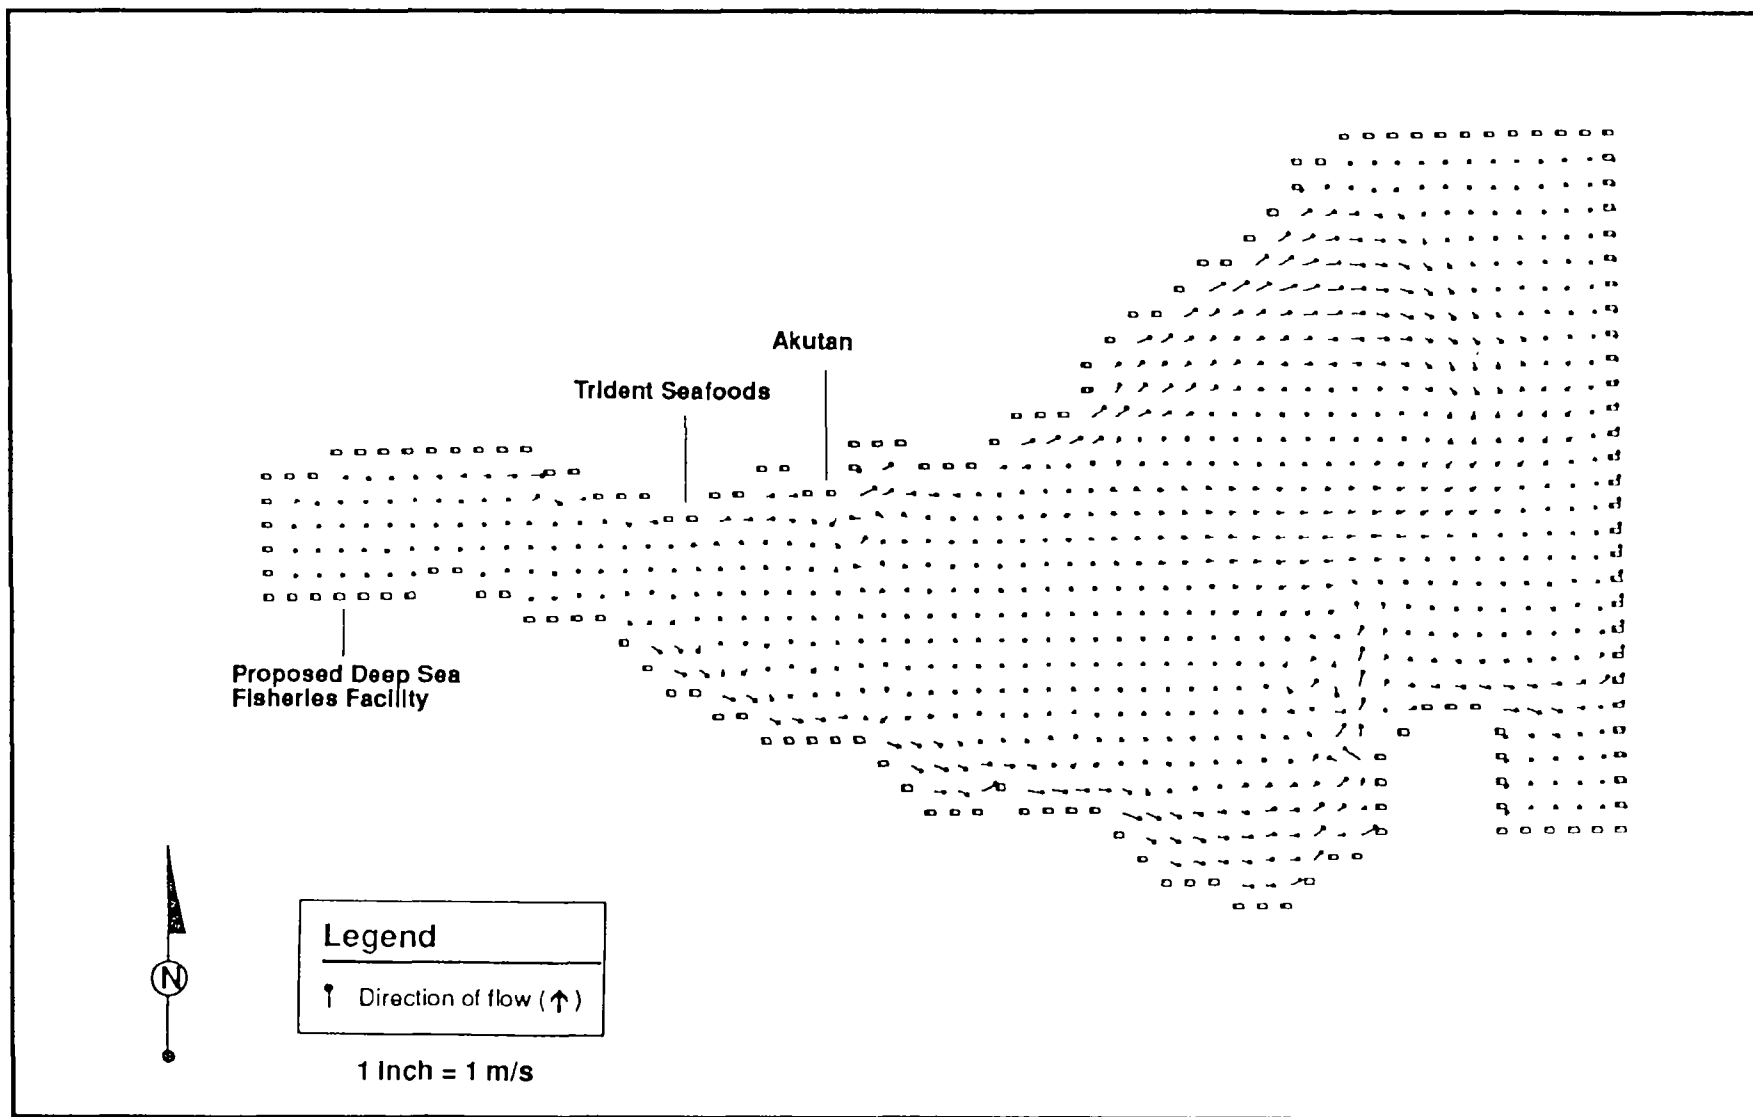 Akutan
Trident Seafoods
Proposed Deep Sea
Fisheries Facility
N
Legend
Direction of flow (↑)
1 Inch = 1 m/s